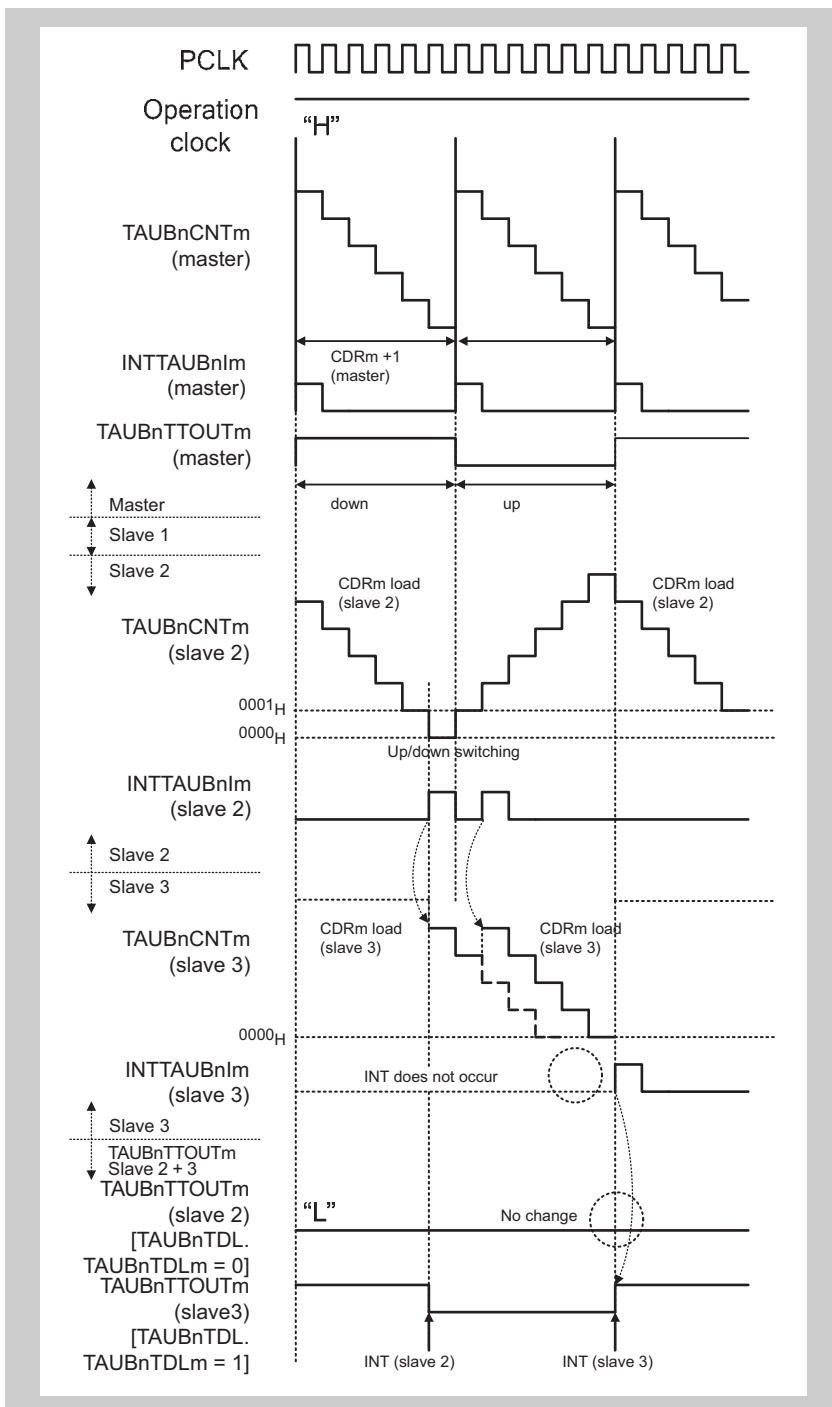 PCLK
Operation
clock
“H”
TAUBnCNTm
(master)
CDRm +1
(master)
INTTAUBnIm
(master)
TAUBnTTOUTm
(master)
down
up
Master
Slave 1
Slave 2
CDRm load
(slave 2)
CDRm load
(slave 2)
TAUBnCNTm
(slave 2)
0001H
0000H
Up/down switching
INTTAUBnIm
(slave 2)
Slave 2
Slave 3
TAUBnCNTm
(slave 3)
CDRm load
(slave 3)
CDRm load
(slave 3)
0000H
INTTAUBnIm
(slave 3)
INT does not occur
Slave 3
TAUBnTTOUTm
Slave 2 + 3
TAUBnTTOUTm
(slave 2)
[TAUBnTDL.
TAUBnTDLm = 0]
“L”
No change
TAUBnTTOUTm
(slave3)
[TAUBnTDL.
TAUBnTDLm = 1]
INT (slave 2)
INT (slave 3)